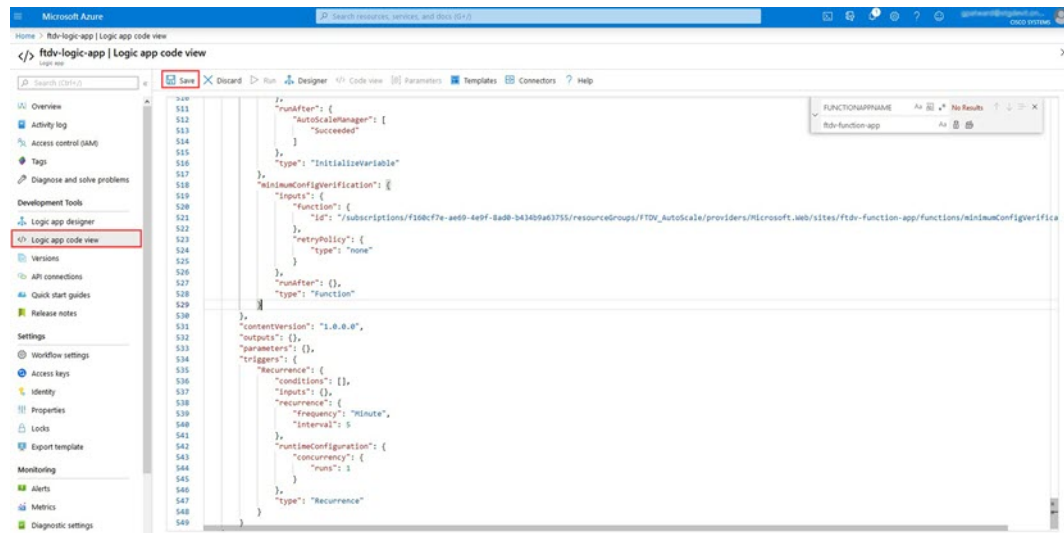 Microsoft Azure
Search resources, services, and docs (G+/)
CISCO SYSTEMS
Home > ftdv-logic-app | Logic app code view
</> ftdv-logic-app | Logic app code view
Logic app
Search (Ctrl+/)
«
Save Discard Run Designer </> Code view [@] Parameters Templates Connectors ? Help
Overview
Activity log
Access control (IAM)
Tags
Diagnose and solve problems
Development Tools
Logic app designer
</> Logic app code view
Versions
API connections
Quick start guides
Release notes
Settings
Workflow settings
Access keys
Identity
Properties
Locks
Export template
Monitoring
Alerts
Metrics
Diagnostic settings
FUNCTIONAPPNAME Aa No Results
ftdv-function-app
510 },
511 "runAfter": {
512 "AutoScaleManager": [
513 "Succeeded"
514 ]
515 },
516 "type": "InitializeVariable"
517 },
518 "minimumConfigVerification": {
519 "inputs": {
520 "function": {
521 "id": "/subscriptions/f160cf7e-ae69-4e9f-8ad0-b434b9a63755/resourceGroups/FTDV_AutoScale/providers/Microsoft.Web/sites/ftdv-function-app/functions/minimumConfigVerifica
522 },
523 "retryPolicy": {
524 "type": "none"
525 }
526 },
527 "runAfter": {},
528 "type": "Function"
529 }
530 },
531 "contentVersion": "1.0.0.0",
532 "outputs": {},
533 "parameters": {},
534 "triggers": {
535 "Recurrence": {
536 "conditions": [],
537 "inputs": {},
538 "recurrence": {
539 "frequency": "Minute",
540 "interval": 5
541 },
542 "runtimeConfiguration": {
543 "concurrency": {
544 "runs": 1
545 }
546 },
547 "type": "Recurrence"
548 }
549 }